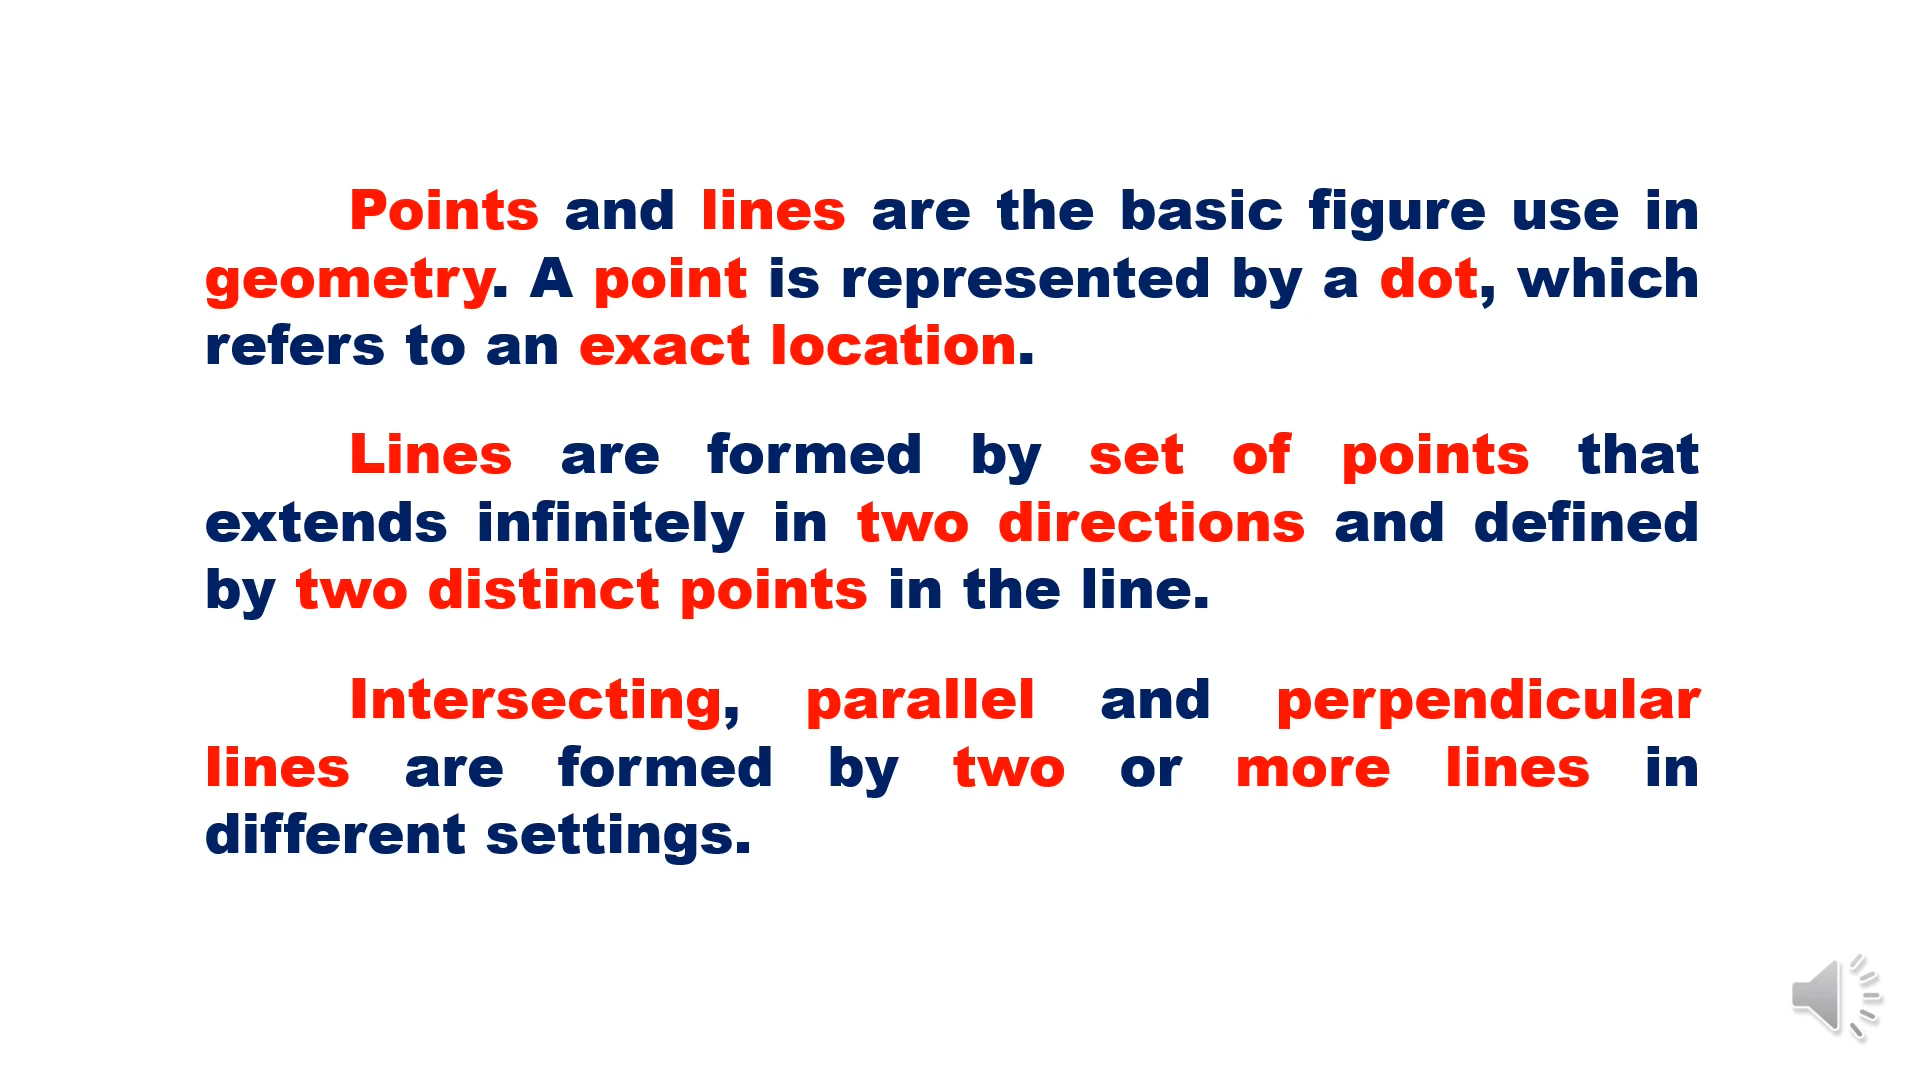 Points and lines are the basic figure use in
geometry. A point is represented by a dot, which
refers to an exact location.
Lines are formed by set of points that
extends infinitely in two directions and defined
by two distinct points in the line.
Intersecting, parallel and perpendicular
lines are formed by two or more lines in
different settings.